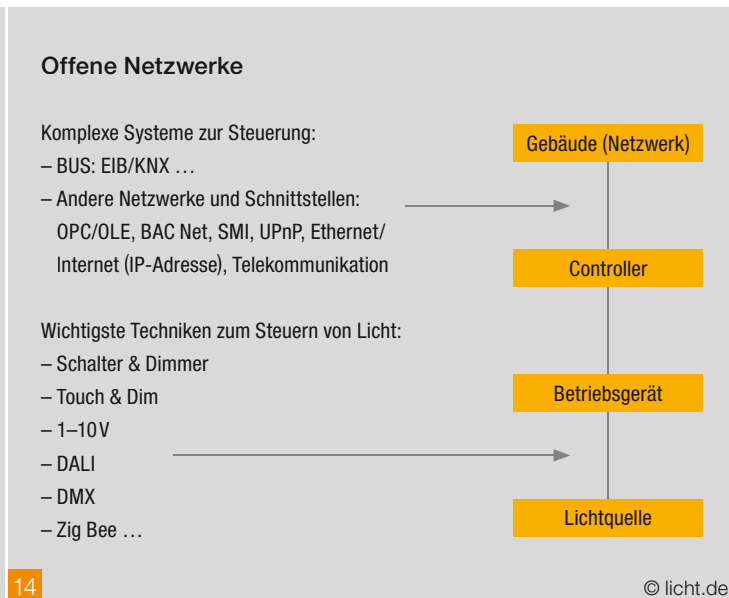 Offene Netzwerke
Komplexe Systeme zur Steuerung:
– BUS: EIB/KNX …
– Andere Netzwerke und Schnittstellen:
OPC/OLE, BAC Net, SMI, UPnP, Ethernet/
Internet (IP-Adresse), Telekommunikation
Wichtigste Techniken zum Steuern von Licht:
– Schalter & Dimmer
– Touch & Dim
– 1–10 V
– DALI
– DMX
– Zig Bee …
Gebäude (Netzwerk)
Controller
Betriebsgerät
Lichtquelle
14
© licht.de